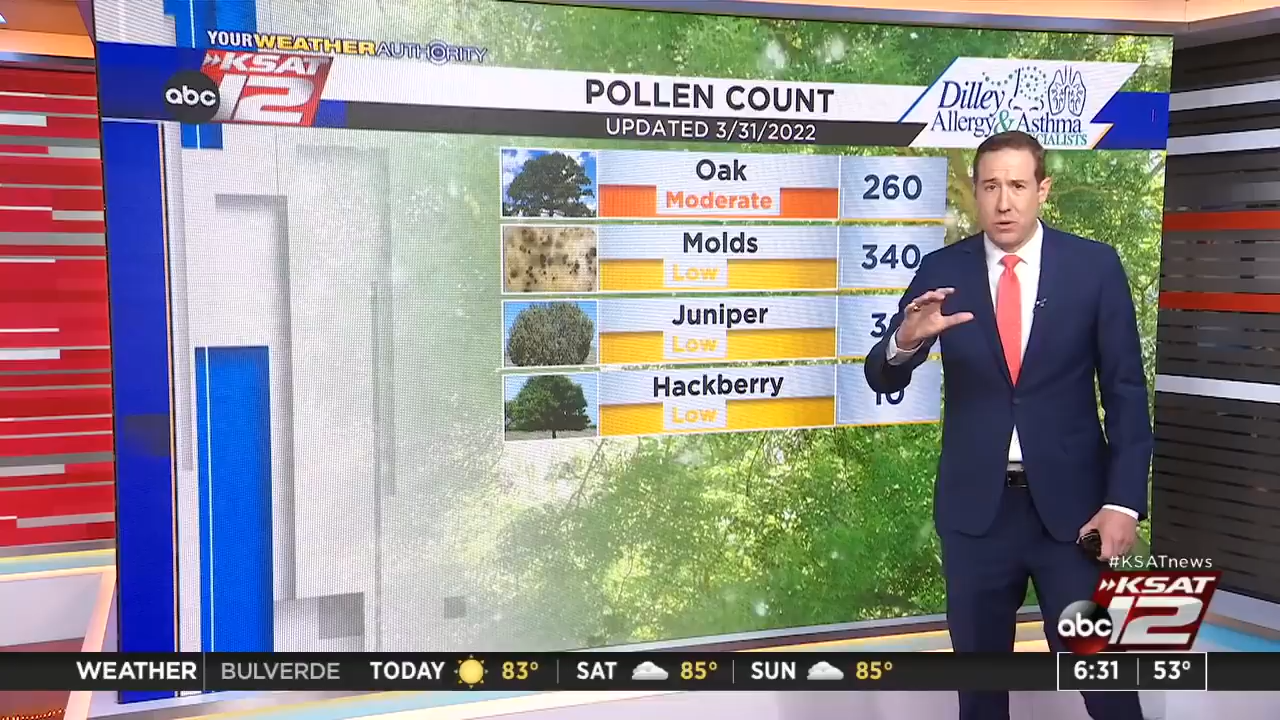 YOUR WEATHER AUTHORITY
KSAT
abc 12
POLLEN COUNT
UPDATED 3/31/2022
Dilley
Allergy & Asthma
Oak
Moderate
260
Molds
Low
340
Juniper
Low
Hackberry
Low
10
#KSATnews
KSAT
abc 12
WEATHER BULVERDE TODAY 83° SAT 85° SUN 85° 6:31 53°